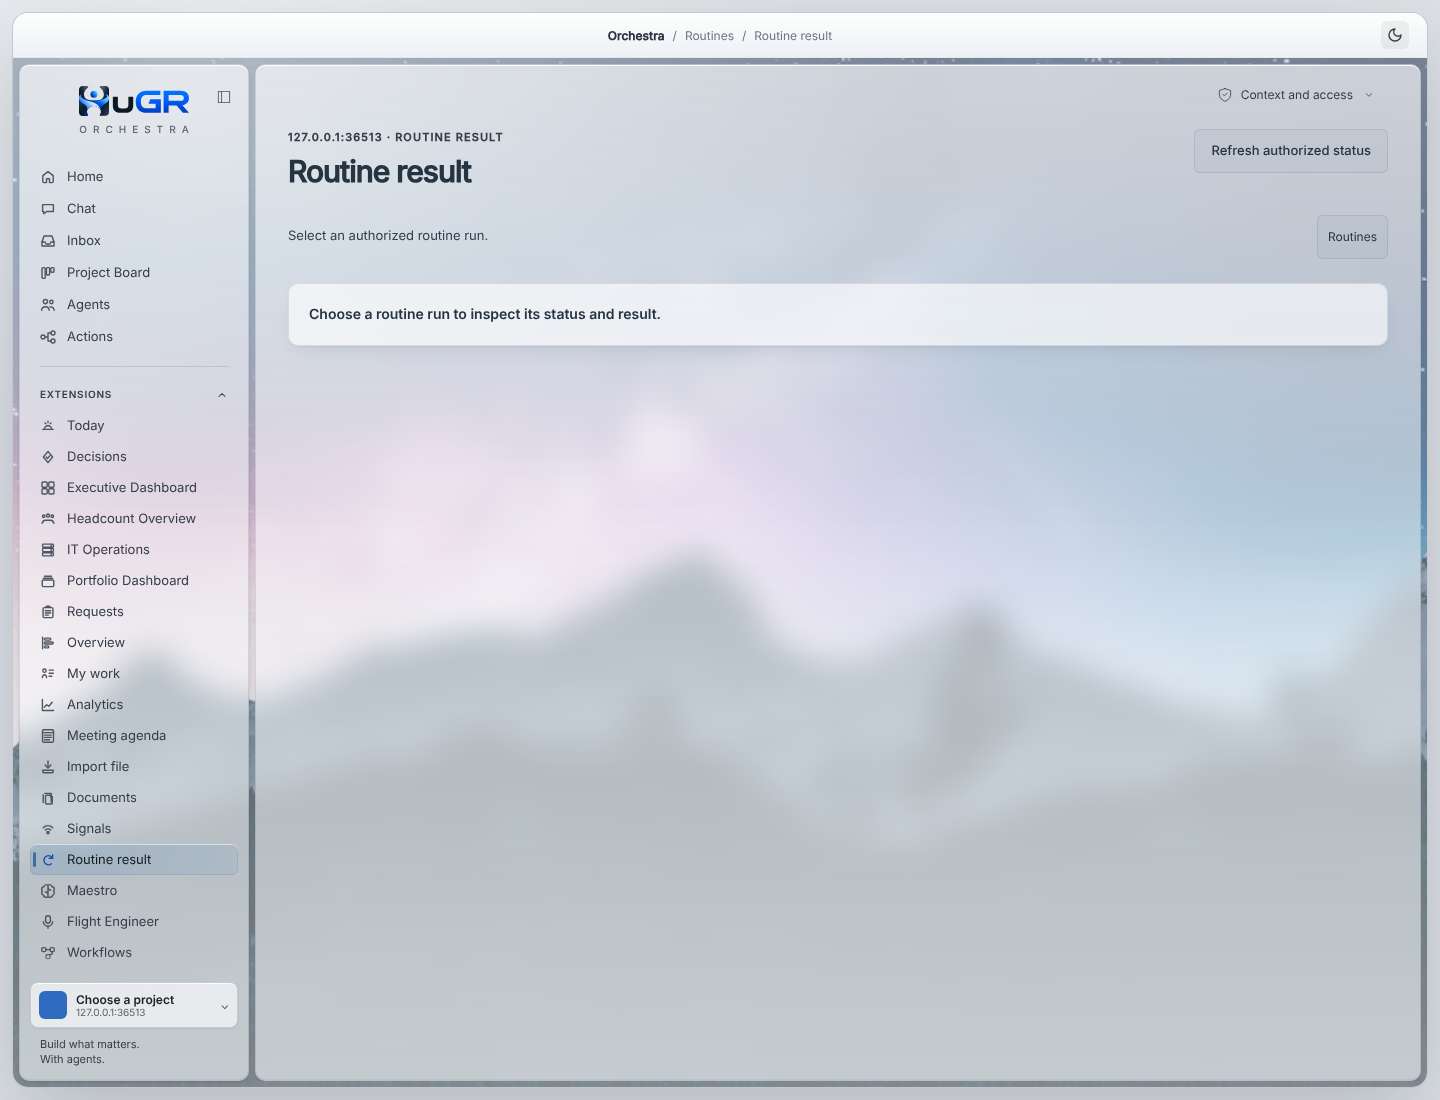 Orchestra / Routines / Routine result
HuGR
ORCHESTRA
Home
Chat
Inbox
Project Board
Agents
Actions
EXTENSIONS
Today
Decisions
Executive Dashboard
Headcount Overview
IT Operations
Portfolio Dashboard
Requests
Overview
My work
Analytics
Meeting agenda
Import file
Documents
Signals
Routine result
Maestro
Flight Engineer
Workflows
Choose a project
127.0.0.1:36513
Build what matters.
With agents.
Context and access
127.0.0.1:36513 · ROUTINE RESULT
Routine result
Refresh authorized status
Select an authorized routine run.
Routines
Choose a routine run to inspect its status and result.